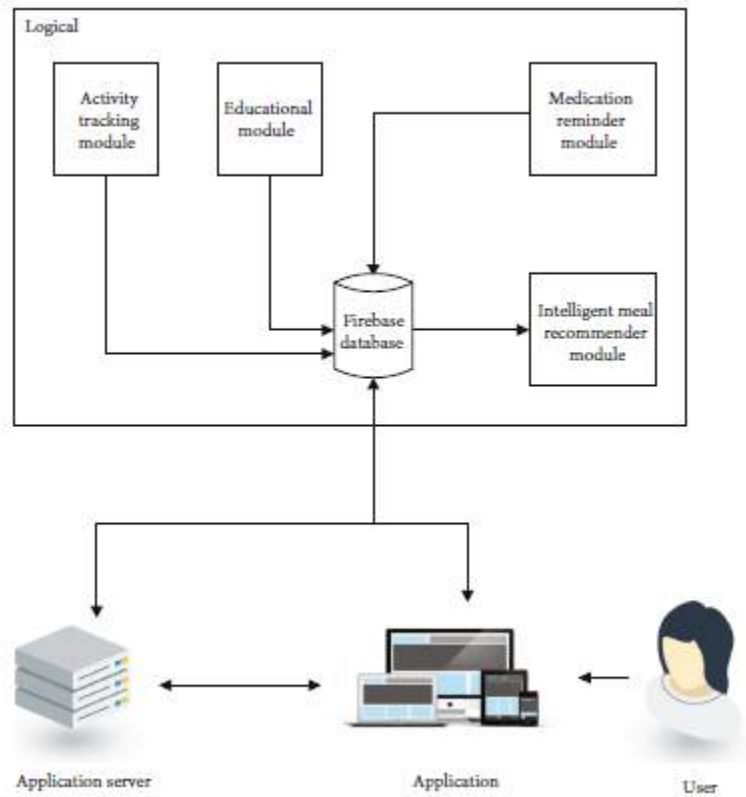 Logical
Activity
tracking
module
Educational
module
Medication
reminder
module
Firebase
database
Intelligent meal
recommender
module
Application server
Application
User